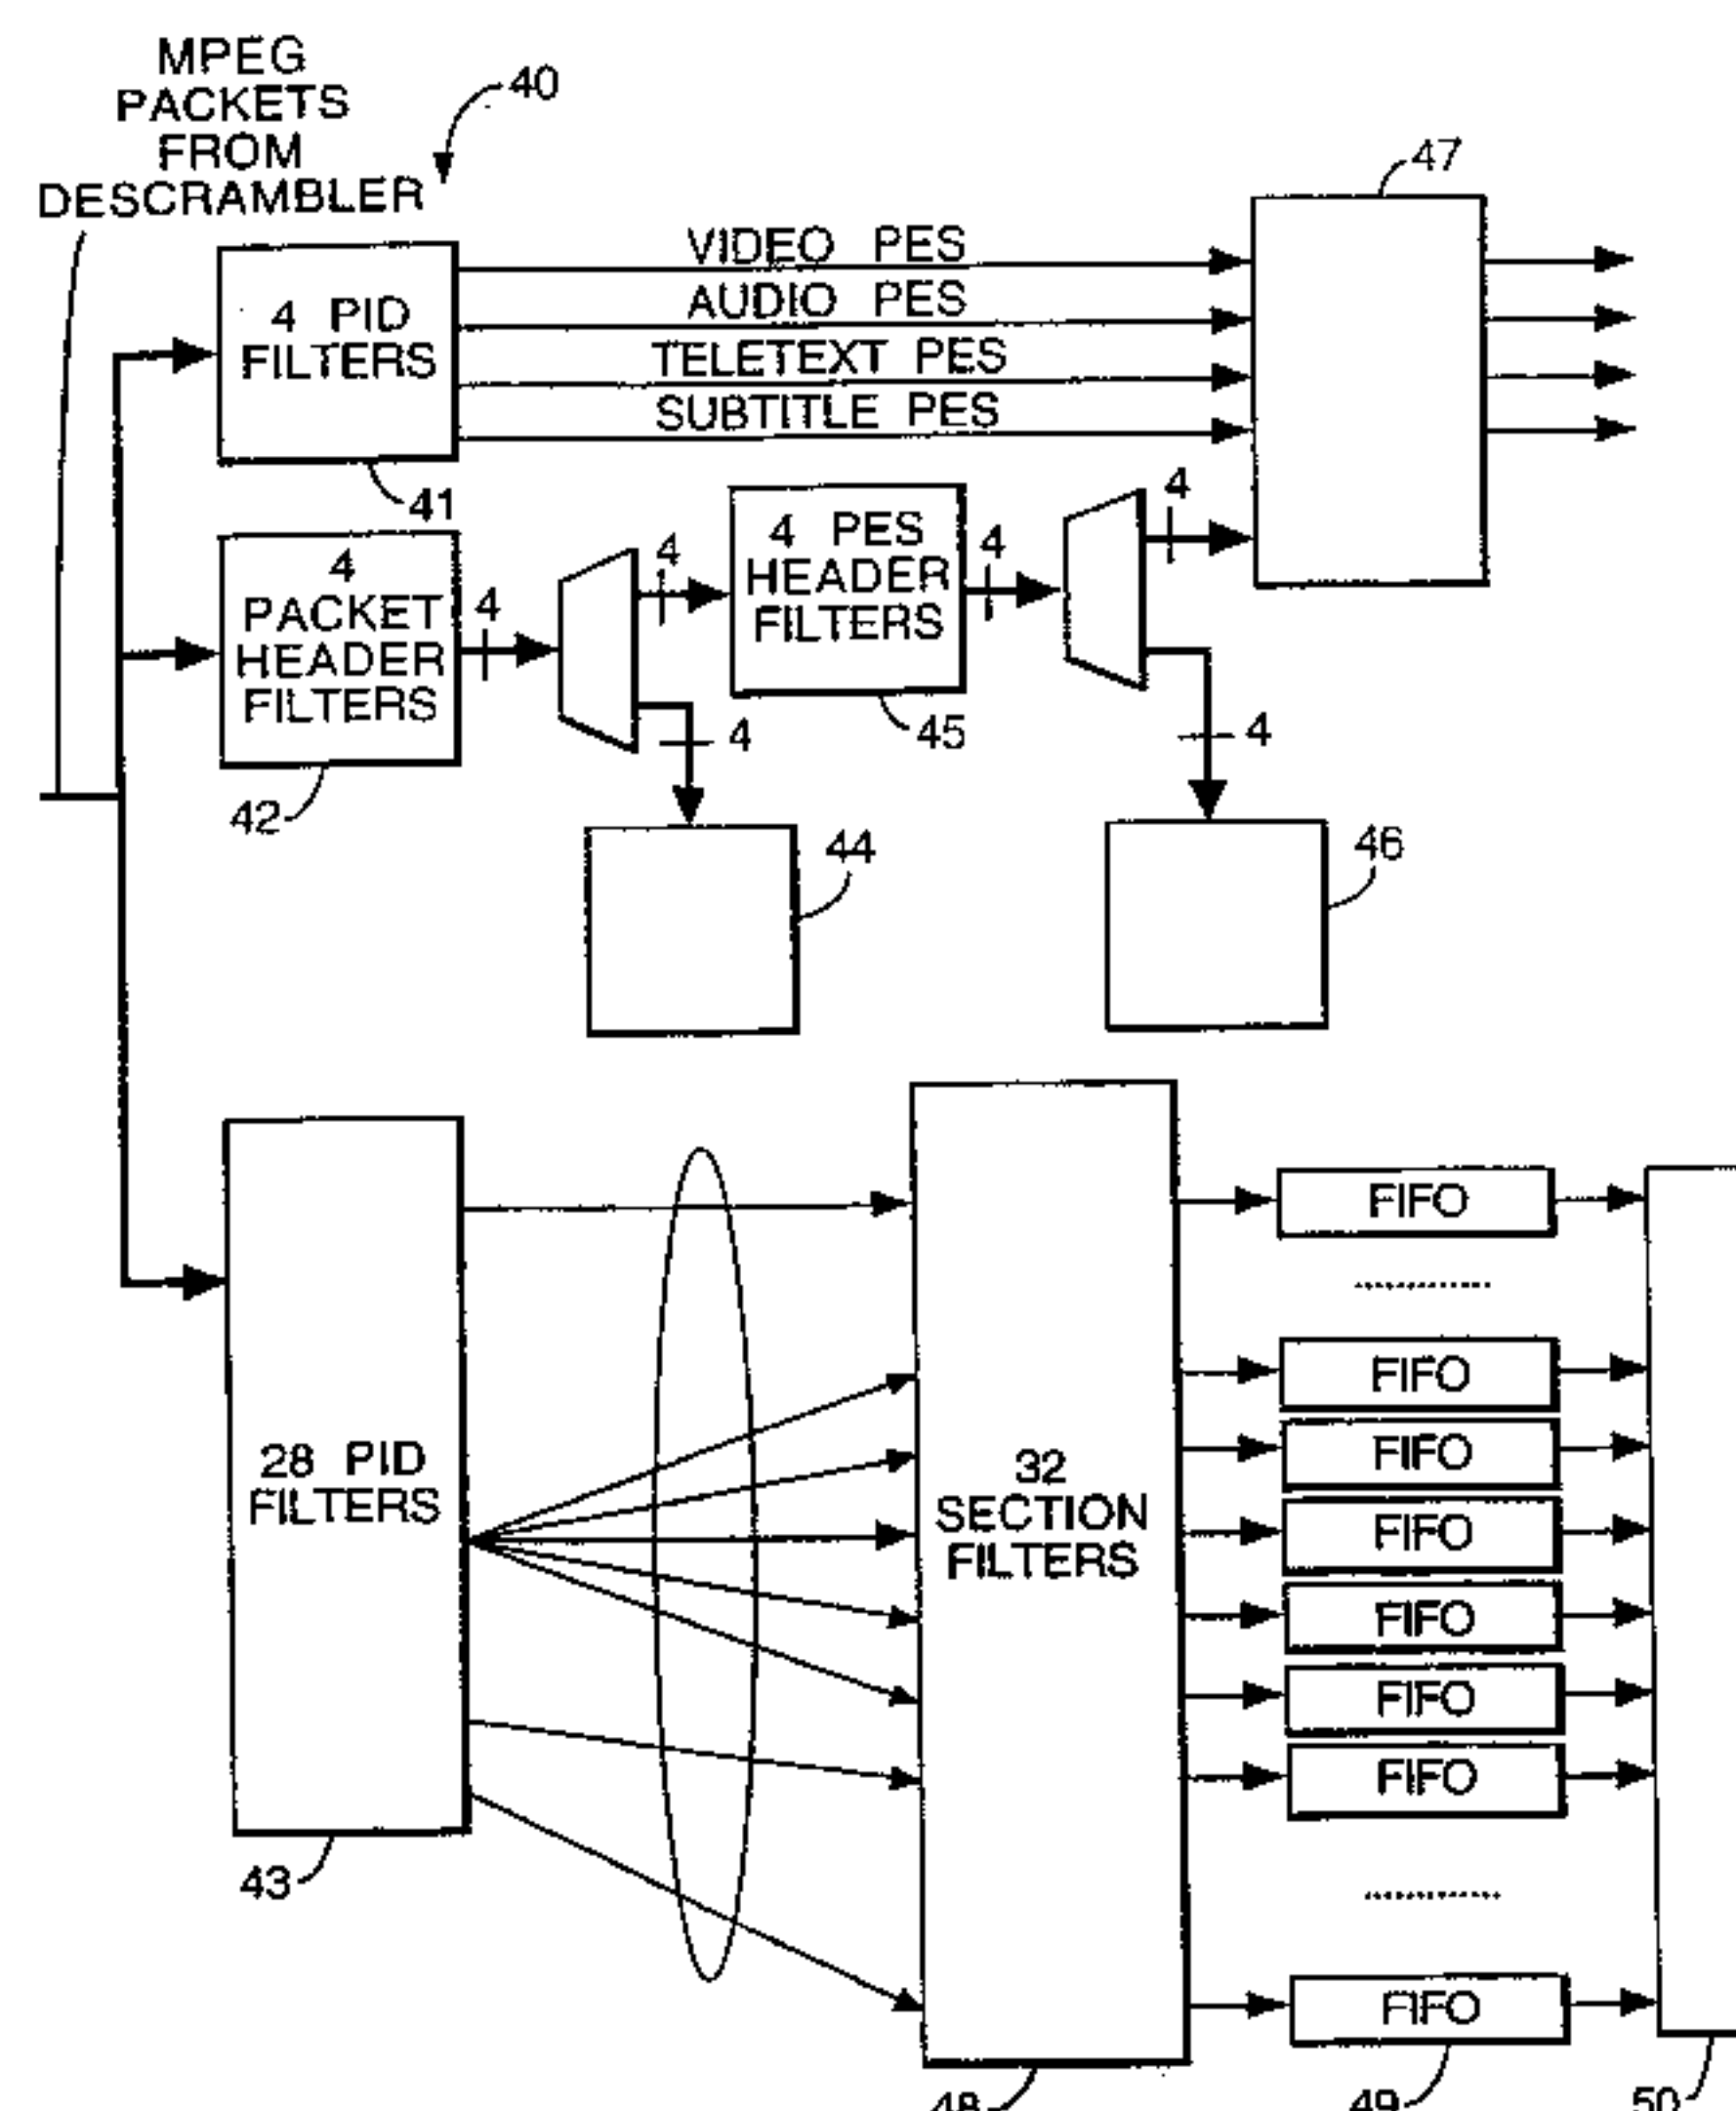 MPEG
PACKETS
FROM
DESCRAMBLER
40
47
VIDEO PES
AUDIO PES
TELETEXT PES
SUBTITLE PES
4 PID
FILTERS
41
4
PACKET
HEADER
FILTERS
42
4
4
4
4 PES
HEADER
FILTERS
45
4
4
4
44
46
28 PID
FILTERS
43
32
SECTION
FILTERS
48
FIFO
FIFO
FIFO
FIFO
FIFO
FIFO
FIFO
FIFO
49
50